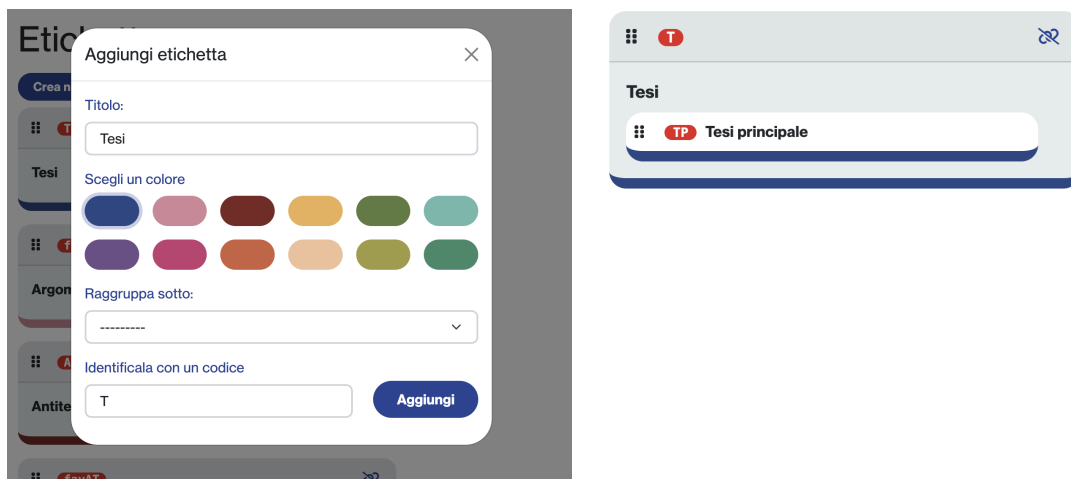 Etic
Aggiungi etichetta
Crea n
Titolo:
Tesi
T
Tesi
Scegli un colore
Argom
Raggruppa sotto:
---------
A
Antite
Identificala con un codice
T
Aggiungi
favAT
T
Tesi
TP Tesi principale